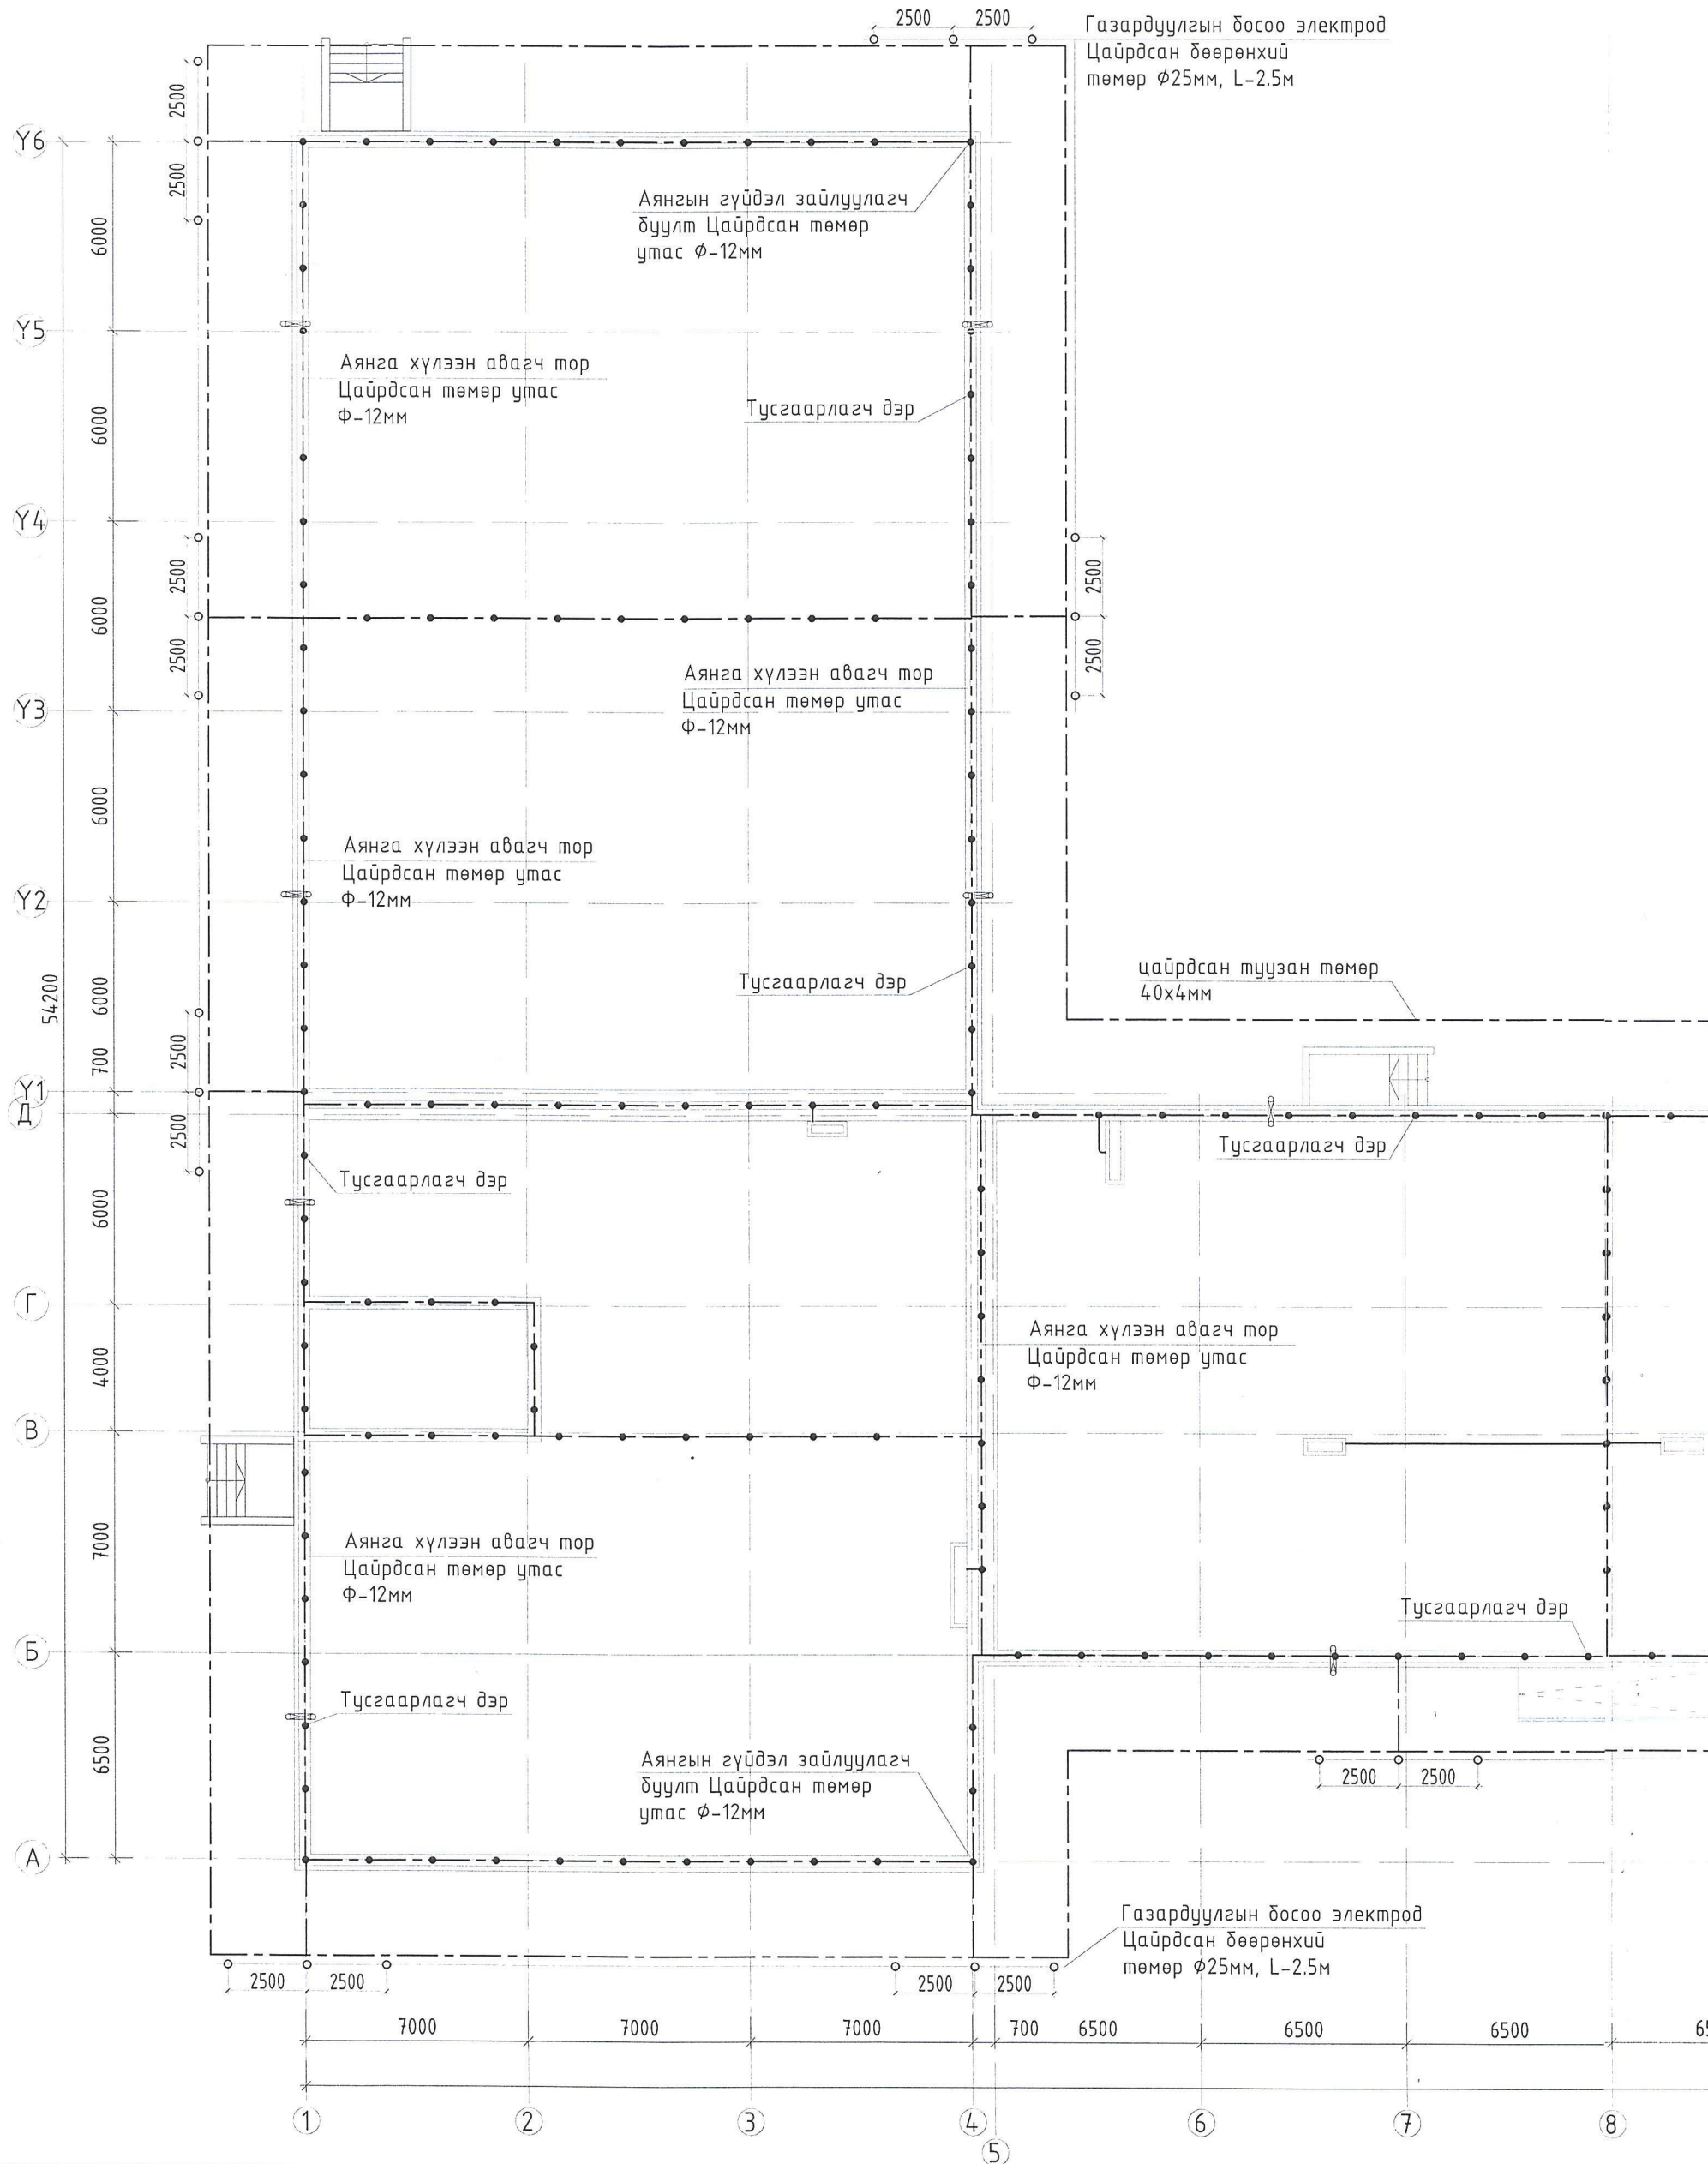 2500 2500
Газардуулгын босоо электрод
Цайрдсан бөөрөнхий
төмөр Ф25мм, L-2.5м
2500
Y6
2500
Аянгын гүйдэл зайлуулагч
буулт Цайрдсан төмөр
утас Ф-12мм
6000
Y5
Аянга хүлээн авагч тор
Цайрдсан төмөр утас
Ф-12мм
Тусгаарлагч дэр
6000
Y4
2500
2500
6000
2500
2500
Аянга хүлээн авагч тор
Цайрдсан төмөр утас
Ф-12мм
Y3
6000
Аянга хүлээн авагч тор
Цайрдсан төмөр утас
Ф-12мм
Y2
Тусгаарлагч дэр
цайрдсан туузан төмөр
40х4мм
54200
6000
2500
700
Y1
Д
2500
Тусгаарлагч дэр
Тусгаарлагч дэр
6000
Г
Аянга хүлээн авагч тор
Цайрдсан төмөр утас
Ф-12мм
4000
В
7000
Аянга хүлээн авагч тор
Цайрдсан төмөр утас
Ф-12мм
Тусгаарлагч дэр
Б
Тусгаарлагч дэр
6500
Аянгын гүйдэл зайлуулагч
буулт Цайрдсан төмөр
утас Ф-12мм
2500 2500
А
Газардуулгын босоо электрод
Цайрдсан бөөрөнхий
төмөр Ф25мм, L-2.5м
2500 2500 2500 2500
7000 7000 7000 700 6500 6500 6500 65
1 2 3 4 6 7 8
5